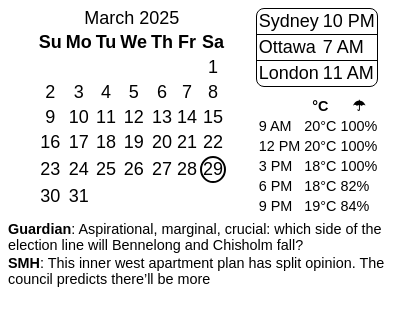 March 2025
Su Mo Tu We Th Fr Sa
1
2 3 4 5 6 7 8
9 10 11 12 13 14 15
16 17 18 19 20 21 22
23 24 25 26 27 28 29
30 31
Sydney 10 PM
Ottawa 7 AM
London 11 AM
°C ☂
9 AM 20°C 100%
12 PM 20°C 100%
3 PM 18°C 100%
6 PM 18°C 82%
9 PM 19°C 84%
Guardian: Aspirational, marginal, crucial: which side of the
election line will Bennelong and Chisholm fall?
SMH: This inner west apartment plan has split opinion. The
council predicts there’ll be more